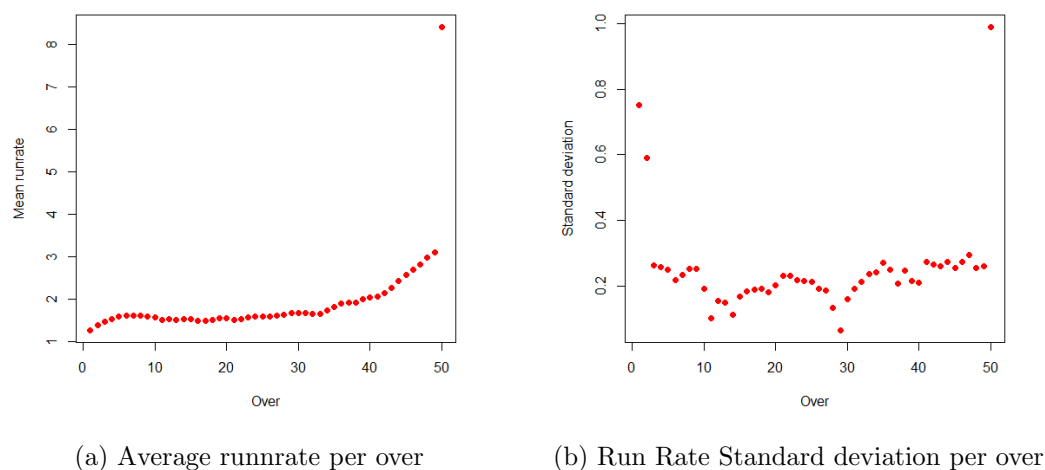 Mean runrate
1 2 3 4 5 6 7 8
0 10 20 30 40 50
Over
(a) Average runnrate per over
Standard deviation
0.2 0.4 0.6 0.8 1.0
0 10 20 30 40 50
Over
(b) Run Rate Standard deviation per over